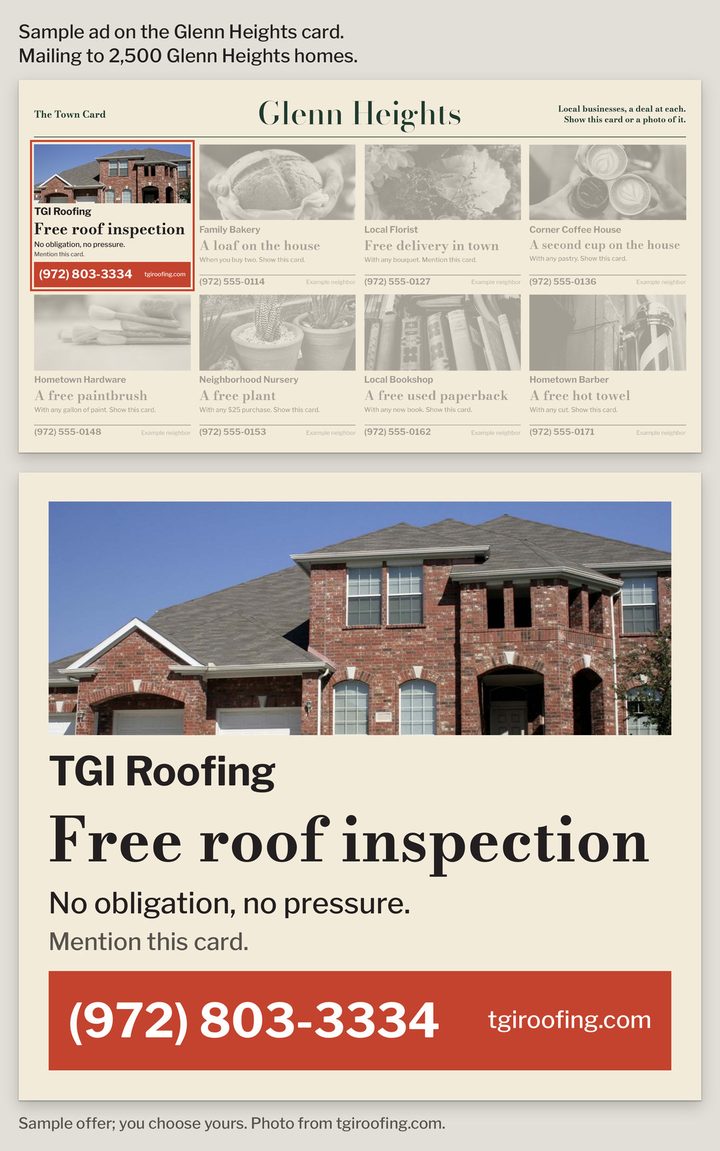 Sample ad on the Glenn Heights card.
Mailing to 2,500 Glenn Heights homes.
The Town Card
Glenn Heights
Local businesses, a deal at each.
Show this card or a photo of it.
TGI Roofing
Free roof inspection
No obligation, no pressure.
Mention this card.
(972) 803-3334
tgiroofing.com
Family Bakery
A loaf on the house
When you buy two. Show this card.
(972) 555-0114
Example neighbor
Local Florist
Free delivery in town
With any bouquet. Mention this card.
(972) 555-0127
Example neighbor
Corner Coffee House
A second cup on the house
With any pastry. Show this card.
(972) 555-0136
Example neighbor
Hometown Hardware
A free paintbrush
With any gallon of paint. Show this card.
(972) 555-0148
Example neighbor
Neighborhood Nursery
A free plant
With any $25 purchase. Show this card.
(972) 555-0153
Example neighbor
Local Bookshop
A free used paperback
With any new book. Show this card.
(972) 555-0162
Example neighbor
Hometown Barber
A free hot towel
With any cut. Show this card.
(972) 555-0171
Example neighbor
TGI Roofing
Free roof inspection
No obligation, no pressure.
Mention this card.
(972) 803-3334
tgiroofing.com
Sample offer; you choose yours. Photo from tgiroofing.com.